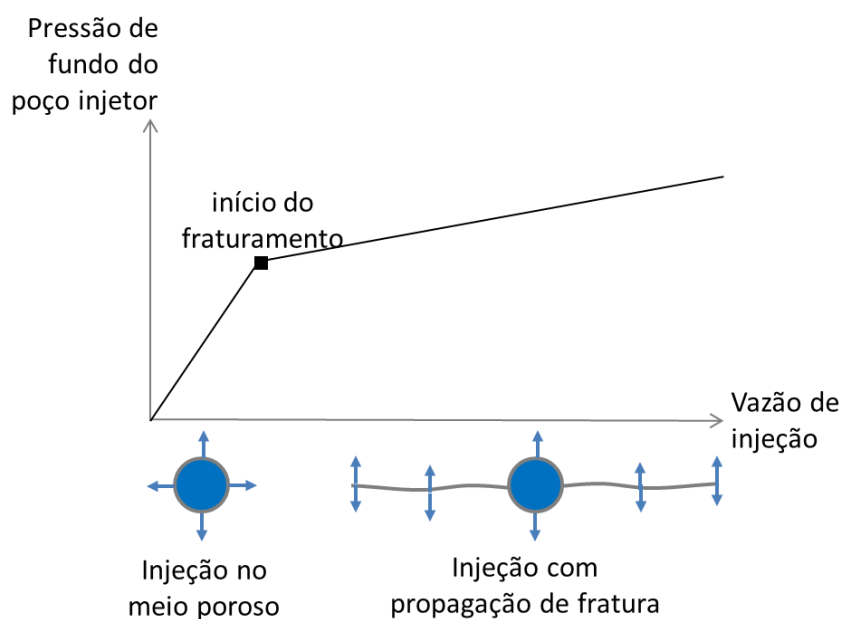 Pressão de
fundo do
poço injetor
início do
fraturamento
Vazão de
injeção
Injeção no
meio poroso
Injeção com
propagação de fratura